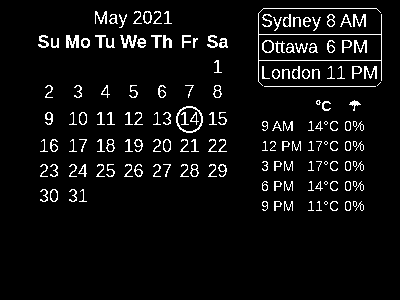 May 2021
Su Mo Tu We Th Fr Sa
1
2 3 4 5 6 7 8
9 10 11 12 13 14 15
16 17 18 19 20 21 22
23 24 25 26 27 28 29
30 31
Sydney 8 AM
Ottawa 6 PM
London 11 PM
°C ☂
9 AM 14°C 0%
12 PM 17°C 0%
3 PM 17°C 0%
6 PM 14°C 0%
9 PM 11°C 0%